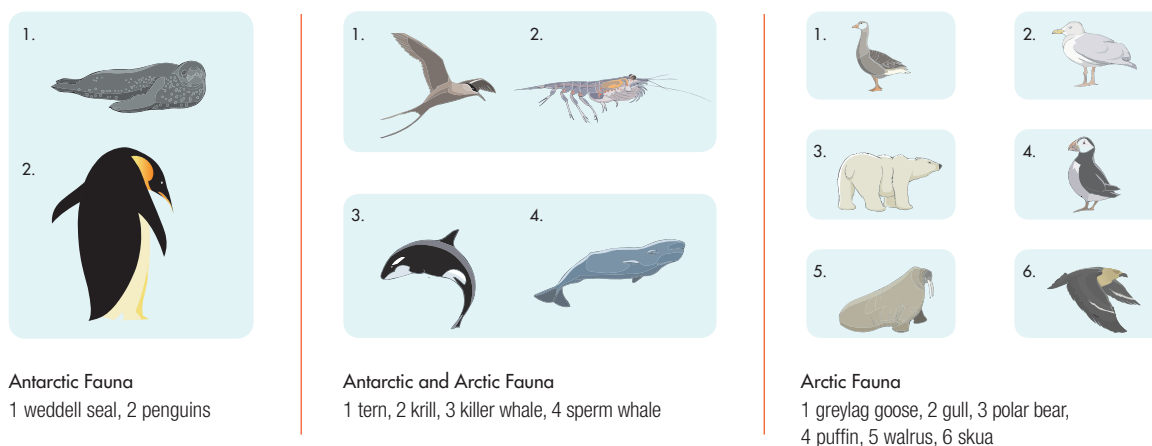 1.
2.
Antarctic Fauna
1 weddell seal, 2 penguins
1.
2.
3.
4.
Antarctic and Arctic Fauna
1 tern, 2 krill, 3 killer whale, 4 sperm whale
1.
2.
3.
4.
5.
6.
Arctic Fauna
1 greylag goose, 2 gull, 3 polar bear,
4 puffin, 5 walrus, 6 skua